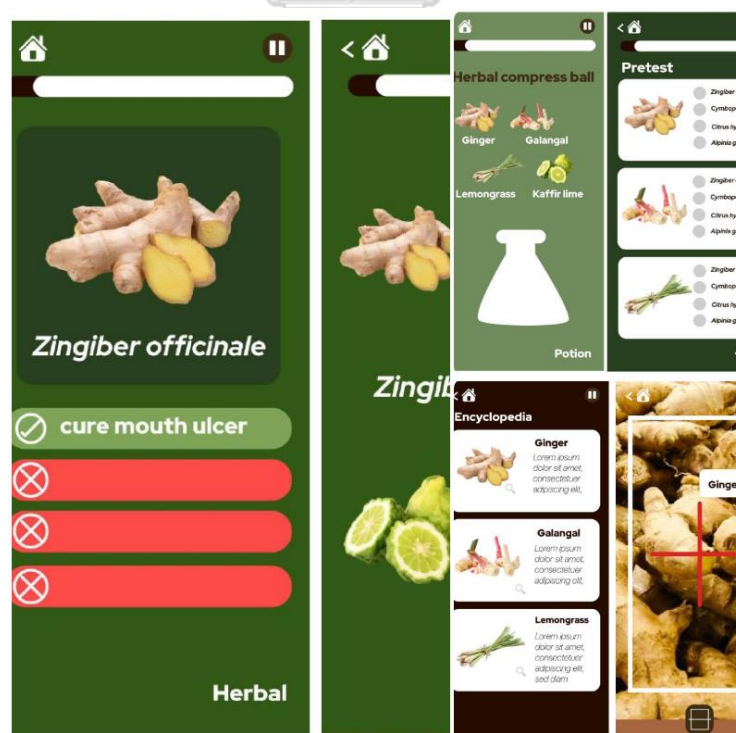 Zingiber officinale
cure mouth ulcer
Herbal
Zingib
Herbal compress ball
Ginger
Galangal
Lemongrass
Kaffir lime
Potion
Pretest
Zingiber
Cymbop
Citrus hy
Alpinia g
Zingiber
Cymbop
Citrus hy
Alpinia g
Zingiber
Cymbop
Citrus hy
Alpinia g
Encyclopedia
Ginger
Lorem ipsum
dolor sit amet,
consectetuer
adipiscing elit,
Galangal
Lorem ipsum
dolor sit amet,
consectetuer
adipiscing elit,
Lemongrass
Lorem ipsum
dolor sit amet,
consectetuer
adipiscing elit,
sed diam
Ginge